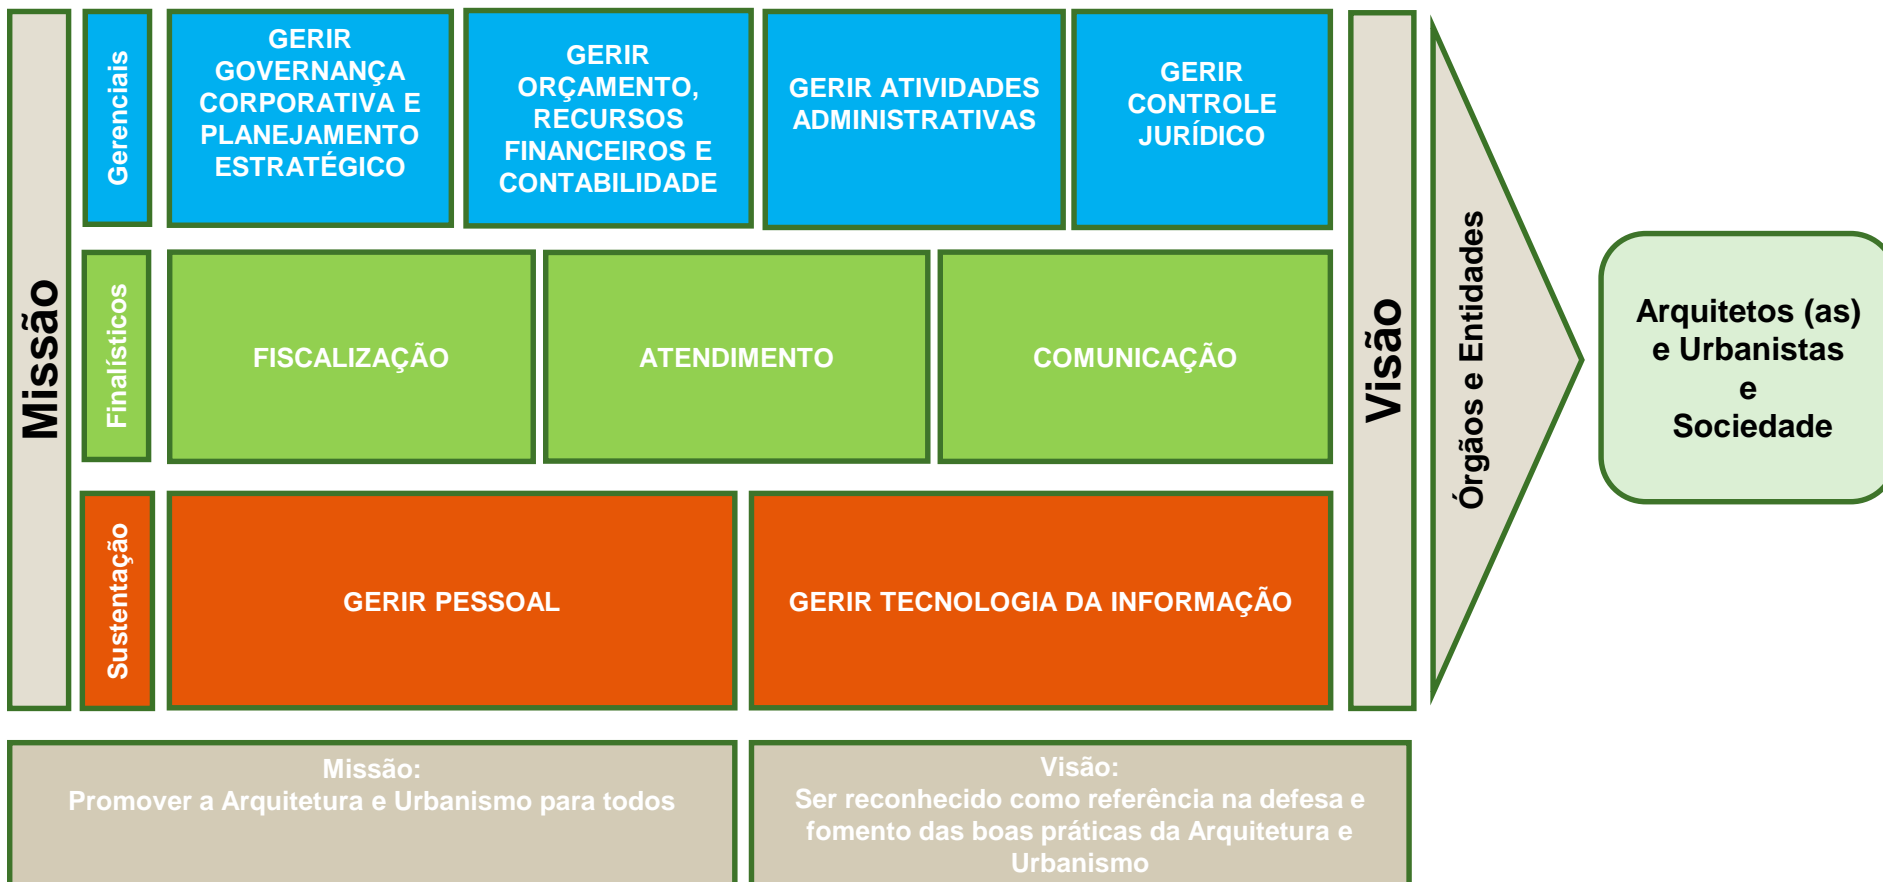 Missão
Gerenciais
GERIR
GOVERNANÇA
CORPORATIVA E
PLANEJAMENTO
ESTRATÉGICO
GERIR
ORÇAMENTO,
RECURSOS
FINANCEIROS E
CONTABILIDADE
GERIR ATIVIDADES
ADMINISTRATIVAS
GERIR
CONTROLE
JURÍDICO
Finalísticos
FISCALIZAÇÃO
ATENDIMENTO
COMUNICAÇÃO
Sustentação
GERIR PESSOAL
GERIR TECNOLOGIA DA INFORMAÇÃO
Visão
Órgãos e Entidades
Arquitetos (as)
e Urbanistas
e
Sociedade
Missão:
Promover a Arquitetura e Urbanismo para todos
Visão:
Ser reconhecido como referência na defesa e
fomento das boas práticas da Arquitetura e
Urbanismo